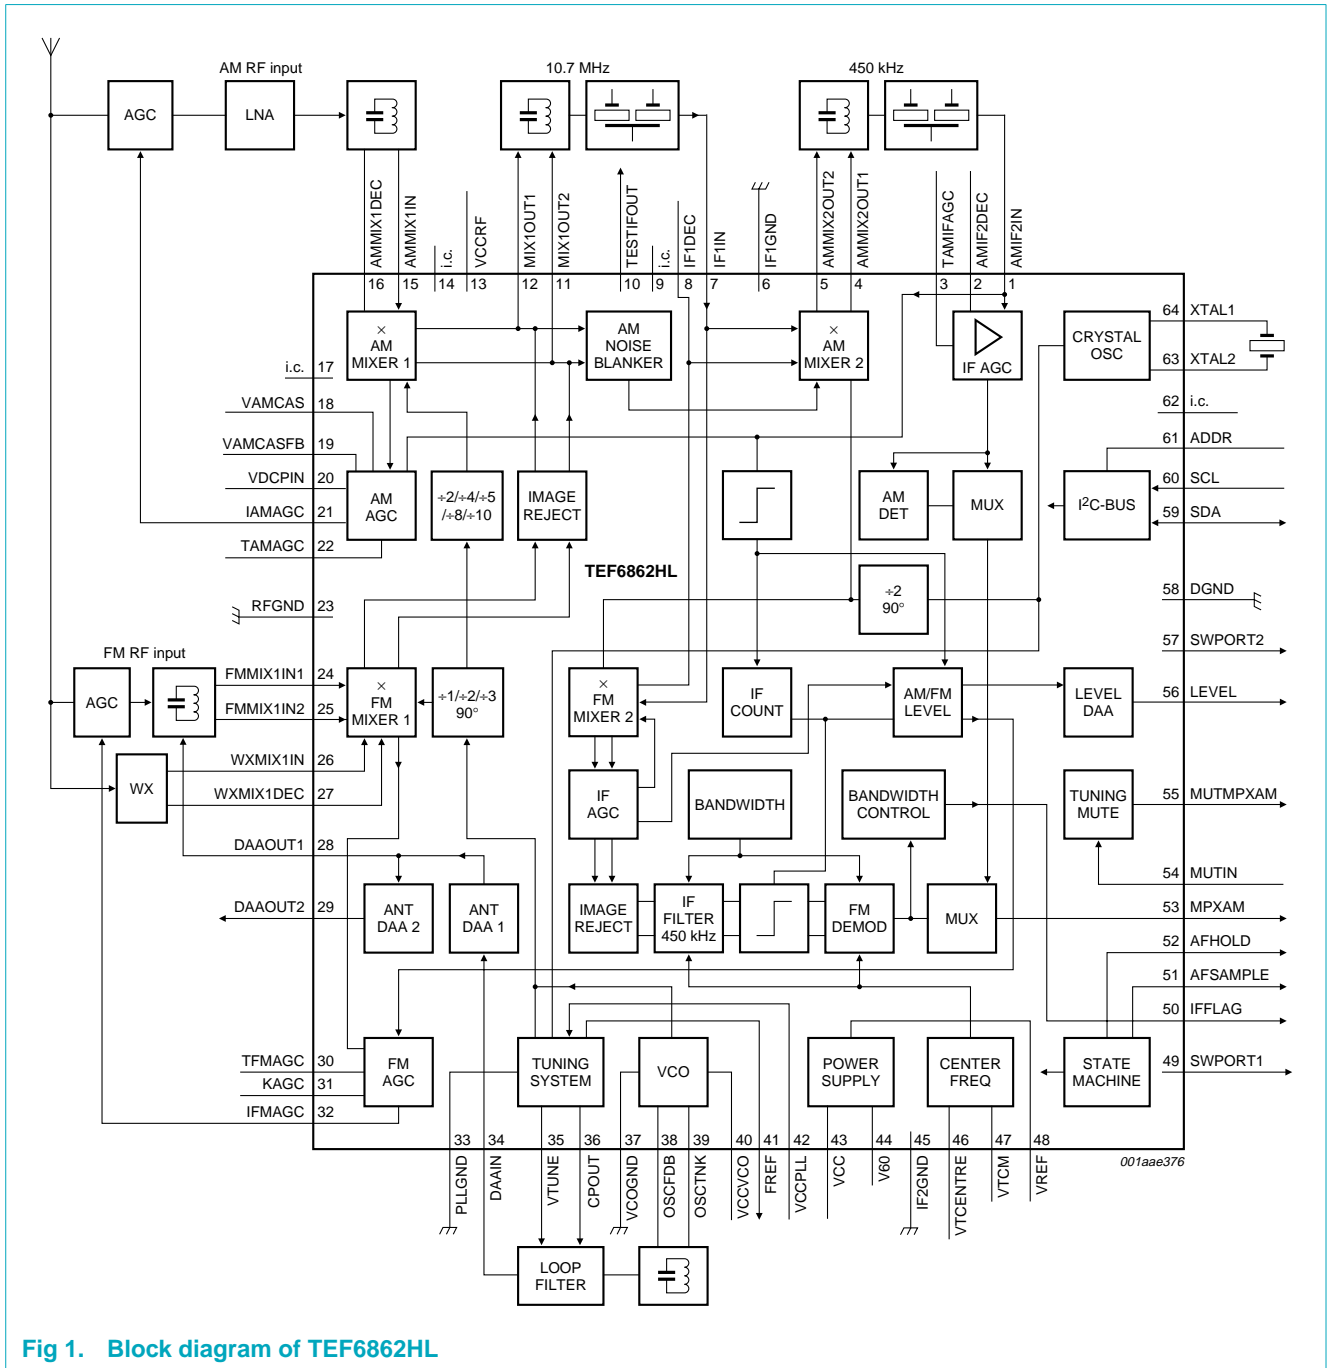 AM RF input
10.7 MHz
450 kHz
AGC
LNA
AMMIX1DEC
AMMIX1IN
i.c.
VCCRF
MIX1OUT1
MIX1OUT2
TESTIFOUT
i.c.
IF1DEC
IF1IN
IF1GND
AMMIX2OUT2
AMMIX2OUT1
TAMIFAGC
AMIF2DEC
AMIF2IN
16 15 14 13 12 11 10 9 8 7 6 5 4 3 2 1
×
AM
MIXER 1
AM
NOISE
BLANKER
×
AM
MIXER 2
IF AGC
CRYSTAL
OSC
64 XTAL1
63 XTAL2
i.c. 17
62 i.c.
VAMCAS 18
61 ADDR
VAMCASFB 19
60 SCL
VDCPIN 20
59 SDA
IAMAGC 21
TAMAGC 22
AM
AGC
÷2/÷4/÷5
/÷8/÷10
IMAGE
REJECT
AM
DET
MUX
I2C-BUS
TEF6862HL
÷2
90°
RFGND 23
58 DGND
57 SWPORT2
FM RF input
FMMIX1IN1 24
56 LEVEL
AGC
FMMIX1IN2 25
×
FM
MIXER 1
÷1/÷2/÷3
90°
×
FM
MIXER 2
IF
COUNT
AM/FM
LEVEL
LEVEL
DAA
WX
WXMIX1IN 26
WXMIX1DEC 27
IF
AGC
BANDWIDTH
BANDWIDTH
CONTROL
TUNING
MUTE
55 MUTMPXAM
DAAOUT1 28
54 MUTIN
DAAOUT2 29
ANT
DAA 2
ANT
DAA 1
IMAGE
REJECT
IF
FILTER
450 kHz
FM
DEMOD
MUX
53 MPXAM
52 AFHOLD
51 AFSAMPLE
50 IFFLAG
49 SWPORT1
TFMAGC 30
KAGC 31
IFMAGC 32
FM
AGC
TUNING
SYSTEM
VCO
POWER
SUPPLY
CENTER
FREQ
STATE
MACHINE
33 34 35 36 37 38 39 40 41 42 43 44 45 46 47 48
PLLGND
DAAIN
VTUNE
CPOUT
VCOGND
OSCFDB
OSCTNK
VCCVCO
FREF
VCCPLL
VCC
V60
IF2GND
VTCENTRE
VTCM
VREF
001aae376
LOOP
FILTER
Fig 1. Block diagram of TEF6862HL